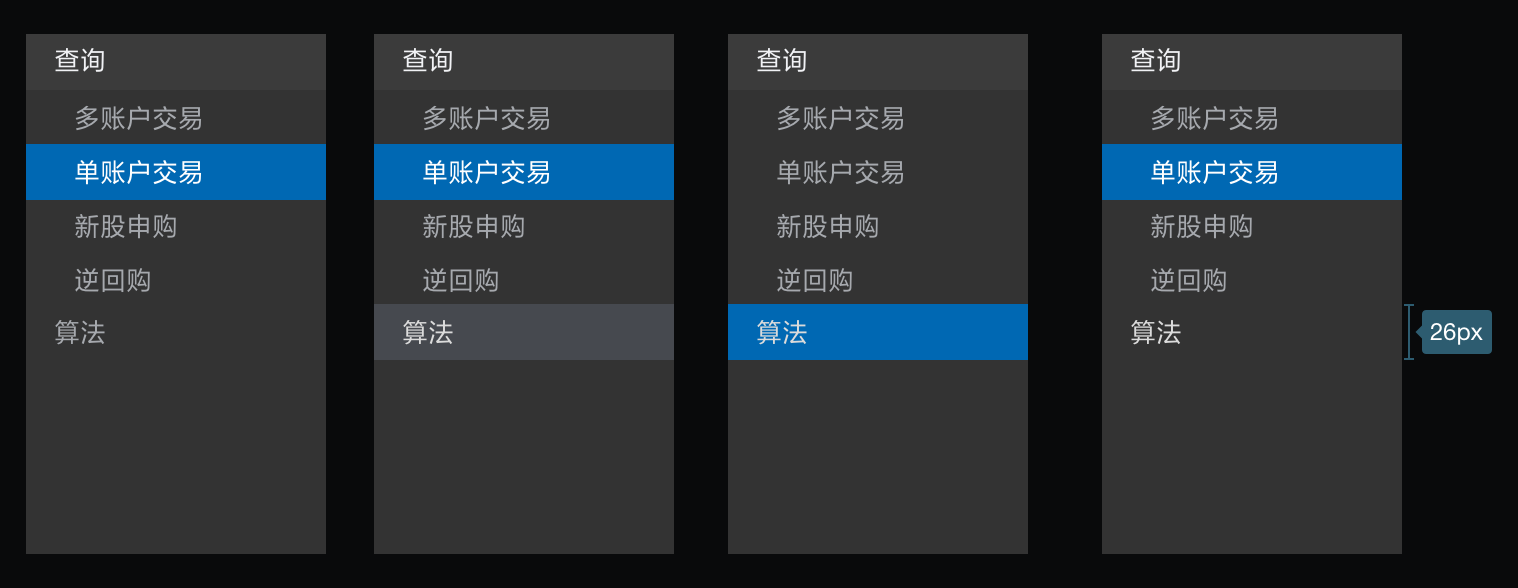 查询
多账户交易
单账户交易
新股申购
逆回购
算法
查询
多账户交易
单账户交易
新股申购
逆回购
算法
查询
多账户交易
单账户交易
新股申购
逆回购
算法
查询
多账户交易
单账户交易
新股申购
逆回购
算法
26px